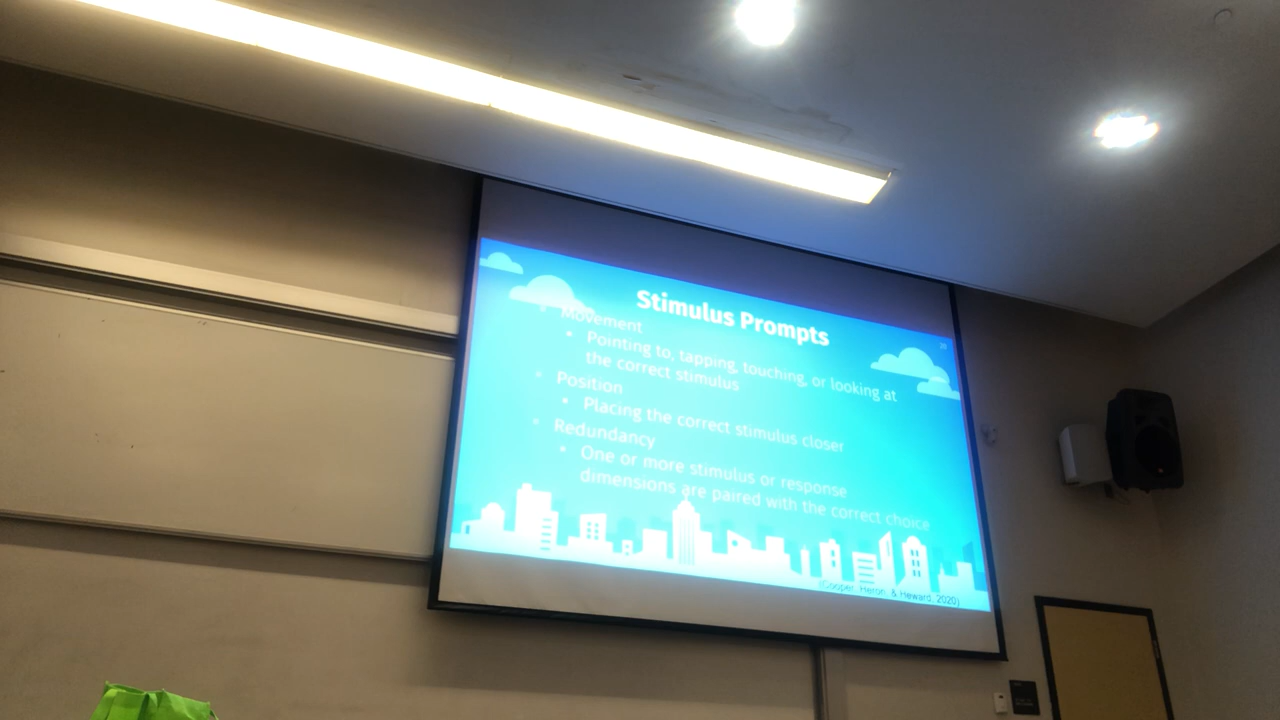 Stimulus Prompts
20
Movement
Pointing to, tapping, touching, or looking at
the correct stimulus
Position
Placing the correct stimulus closer
Redundancy
One or more stimulus or response
dimensions are paired with the correct choice
(Cooper, Heron, & Heward, 2020)